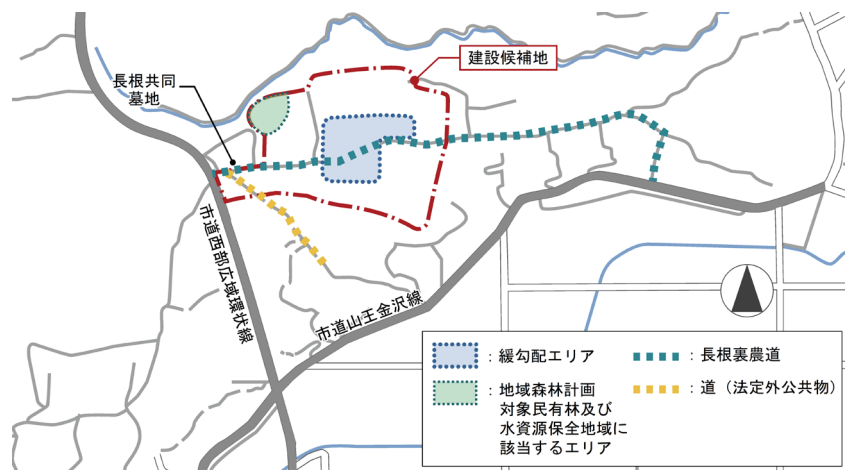 建設候補地
長根共同
墓地
市道西部広域環状線
市道山王金沢線
：緩勾配エリア
：長根裏農道
：地域森林計画
対象民有林及び
水資源保全地域に
該当するエリア
：道（法定外公共物）